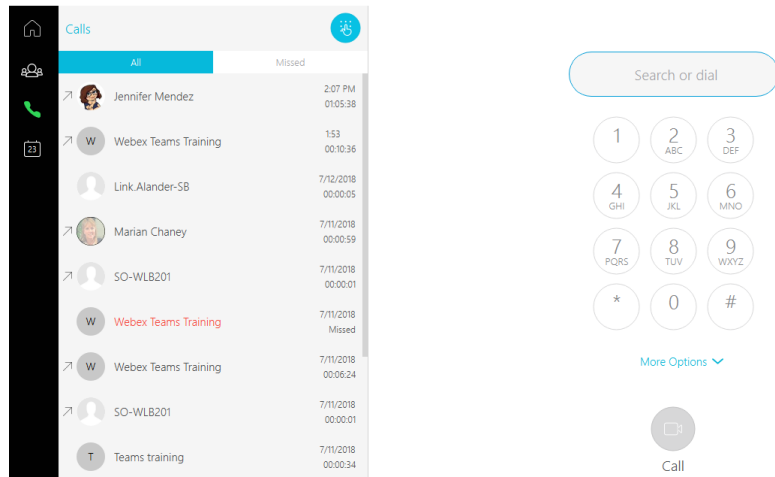 Calls
All Missed
Jennifer Mendez 2:07 PM
01:05:38
W Webex Teams Training 1:53
00:10:36
Link.Alander-SB 7/12/2018
00:00:05
Marian Chaney 7/11/2018
00:00:59
SO-WLB201 7/11/2018
00:00:01
W Webex Teams Training 7/11/2018
Missed
W Webex Teams Training 7/11/2018
00:06:24
SO-WLB201 7/11/2018
00:00:01
T Teams training 7/11/2018
00:00:34
23
Search or dial
1 2 3
ABC DEF
4 5 6
GHI JKL MNO
7 8 9
PQRS TUV WXYZ
* 0 #
More Options
Call